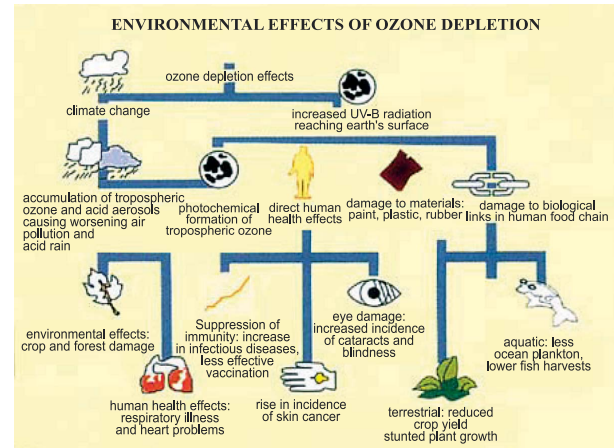 ENVIRONMENTAL EFFECTS OF OZONE DEPLETION
ozone depletion effects
climate change
increased UV-B radiation
reaching earth's surface
accumulation of tropospheric
ozone and acid aerosols
causing worsening air
pollution and
acid rain
photochemical
formation of
tropospheric ozone
direct human
health effects
damage to materials:
paint, plastic, rubber
damage to biological
links in human food chain
environmental effects:
crop and forest damage
Suppression of
immunity: increase
in infectious diseases,
less effective
vaccination
eye damage:
increased incidence
of cataracts and
blindness
aquatic: less
ocean plankton,
lower fish harvests
human health effects:
respiratory illness
and heart problems
rise in incidence
of skin cancer
terrestrial: reduced
crop yield
stunted plant growth